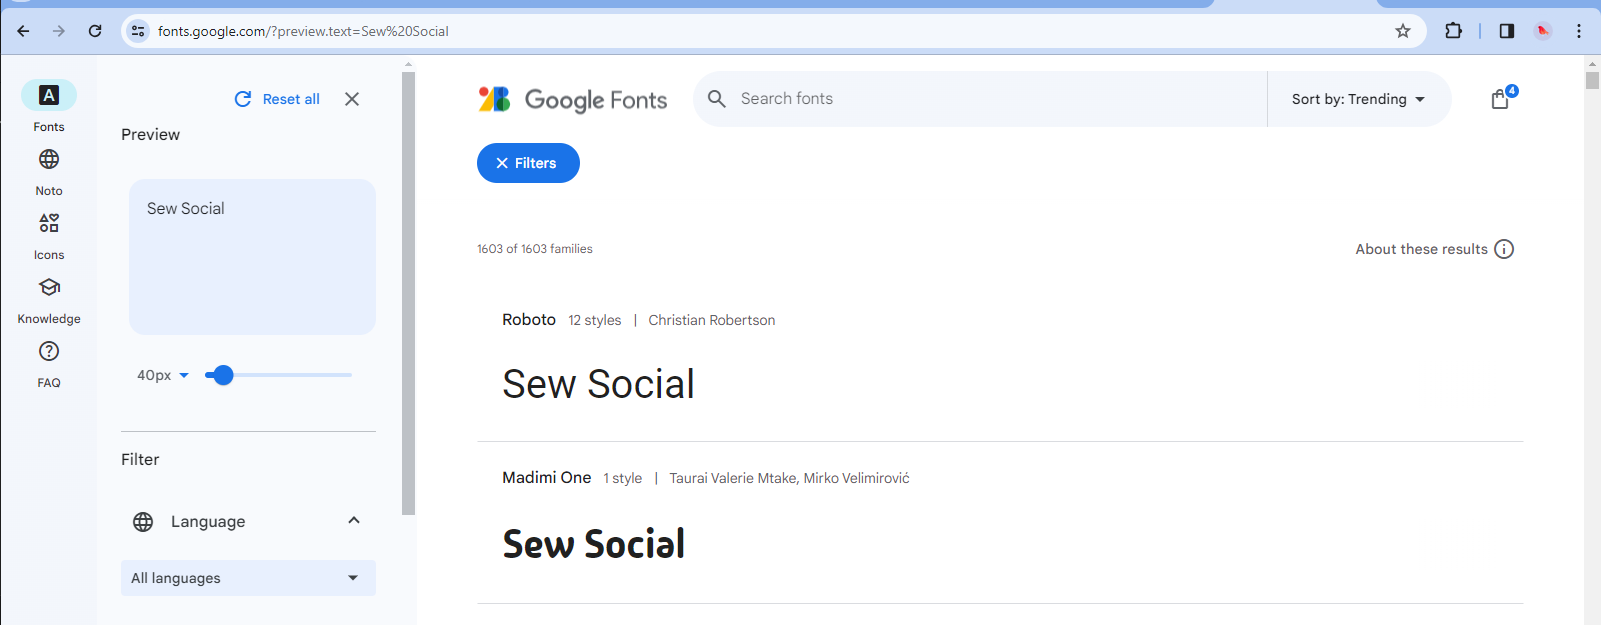 fonts.google.com/?preview.text=Sew%20Social
A
Fonts
Noto
Icons
Knowledge
FAQ
Reset all
Preview
Sew Social
40px
Filter
Language
All languages
Google Fonts
Search fonts
Sort by: Trending
4
Filters
1603 of 1603 families
About these results
Roboto 12 styles | Christian Robertson
Sew Social
Madimi One 1 style | Taurai Valerie Mtake, Mirko Velimirović
Sew Social